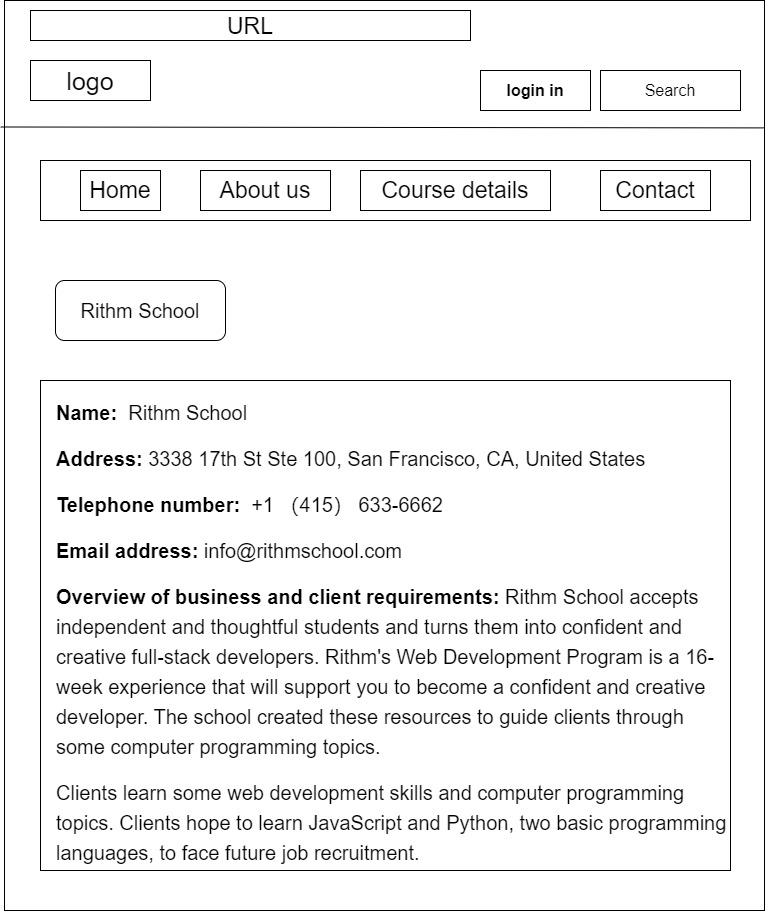 URL
logo
login in
Search
Home
About us
Course details
Contact
Rithm School
Name: Rithm School
Address: 3338 17th St Ste 100, San Francisco, CA, United States
Telephone number: +1 (415) 633-6662
Email address: info@rithmschool.com
Overview of business and client requirements: Rithm School accepts
independent and thoughtful students and turns them into confident and
creative full-stack developers. Rithm's Web Development Program is a 16-
week experience that will support you to become a confident and creative
developer. The school created these resources to guide clients through
some computer programming topics.
Clients learn some web development skills and computer programming
topics. Clients hope to learn JavaScript and Python, two basic programming
languages, to face future job recruitment.